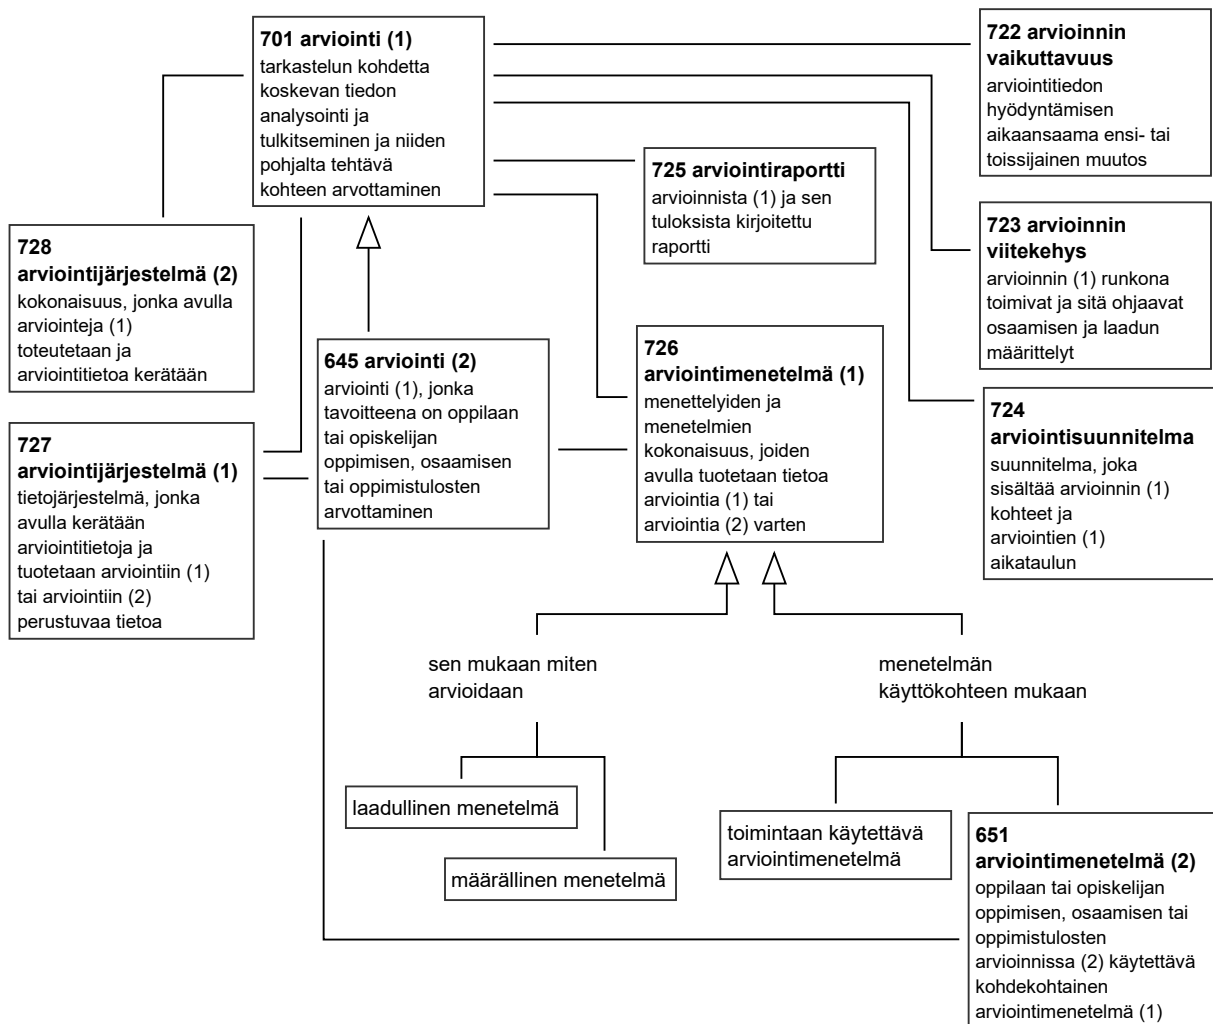 701 arviointi (1)
tarkastelun kohdetta
koskevan tiedon
analysointi ja
tulkitseminen ja niiden
pohjalta tehtävä
kohteen arvottaminen
722 arvioinnin
vaikuttavuus
arviointitiedon
hyödyntämisen
aikaansaama ensi- tai
toissijainen muutos
725 arviointiraportti
arvioinnista (1) ja sen
tuloksista kirjoitettu
raportti
723 arvioinnin
viitekehys
arvioinnin (1) runkona
toimivat ja sitä ohjaavat
osaamisen ja laadun
määrittelyt
728
arviointijärjestelmä (2)
kokonaisuus, jonka avulla
arviointeja (1)
toteutetaan ja
arviointitietoa kerätään
645 arviointi (2)
arviointi (1), jonka
tavoitteena on oppilaan
tai opiskelijan
oppimisen, osaamisen
tai oppimistulosten
arvottaminen
726
arviointimenetelmä (1)
menettelyiden ja
menetelmien
kokonaisuus, joiden
avulla tuotetaan tietoa
arviointia (1) tai
arviointia (2) varten
724
arviointisuunnitelma
suunnitelma, joka
sisältää arvioinnin (1)
kohteet ja
arviointien (1)
aikataulun
727
arviointijärjestelmä (1)
tietojärjestelmä, jonka
avulla kerätään
arviointitietoja ja
tuotetaan arviointiin (1)
tai arviointiin (2)
perustuvaa tietoa
sen mukaan miten
arvioidaan
menetelmän
käyttökohteen mukaan
laadullinen menetelmä
määrällinen menetelmä
toimintaan käytettävä
arviointimenetelmä
651
arviointimenetelmä (2)
oppilaan tai opiskelijan
oppimisen, osaamisen tai
oppimistulosten
arvioinnissa (2) käytettävä
kohdekohtainen
arviointimenetelmä (1)